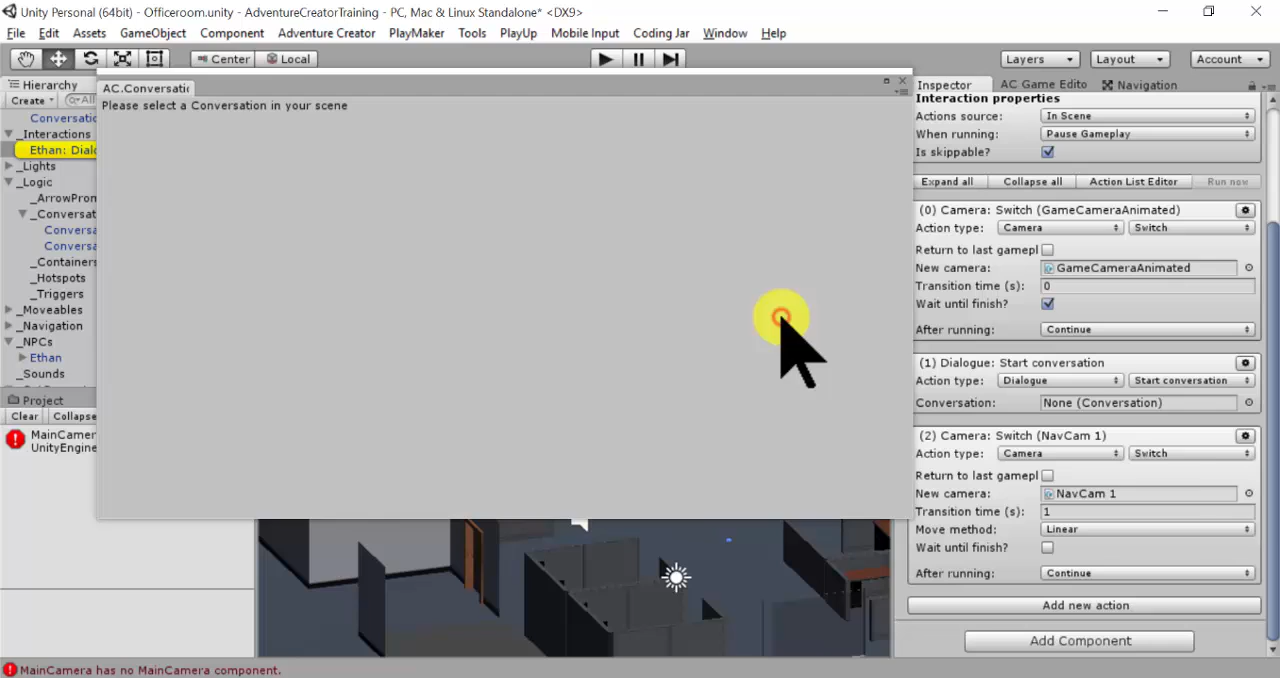 Unity Personal (64bit) - Officeroom.unity - AdventureCreatorTraining - PC, Mac & Linux Standalone* <DX9>
File Edit Assets GameObject Component Adventure Creator PlayMaker Tools PlayUp Mobile Input Coding Jar Window Help
Center Local Layers Layout Account
Hierarchy
Create All
Conversatio
_Interactions
Ethan: Dialo
_Lights
_Logic
_ArrowProm
_Conversat
Conversa
Conversa
_Containers
_Hotspots
_Triggers
_Moveables
_Navigation
_NPCs
Ethan
_Sounds
Project
Clear Collapse
MainCamer
UnityEngine
AC.Conversatic
Please select a Conversation in your scene
Inspector AC Game Edito Navigation
Interaction properties
Actions source: In Scene
When running: Pause Gameplay
Is skippable?
Expand all Collapse all Action List Editor Run now
(0) Camera: Switch (GameCameraAnimated)
Action type: Camera Switch
Return to last gamepl
New camera: GameCameraAnimated
Transition time (s): 0
Wait until finish?
After running: Continue
(1) Dialogue: Start conversation
Action type: Dialogue Start conversation
Conversation: None (Conversation)
(2) Camera: Switch (NavCam 1)
Action type: Camera Switch
Return to last gamepl
New camera: NavCam 1
Transition time (s): 1
Move method: Linear
Wait until finish?
After running: Continue
Add new action
Add Component
MainCamera has no MainCamera component.